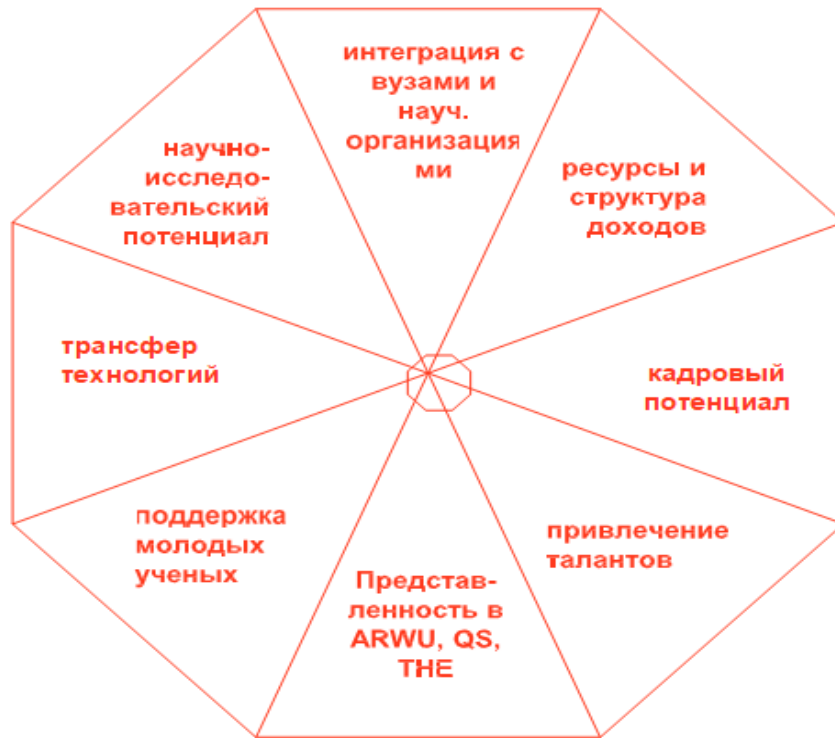 интеграция с
вузами и
науч.
организация
ми
ресурсы и
структура
доходов
кадровый
потенциал
привлечение
талантов
Представ-
ленность в
ARWU, QS,
THE
поддержка
молодых
ученых
трансфер
технологий
научно-
исследо-
вательский
потенциал